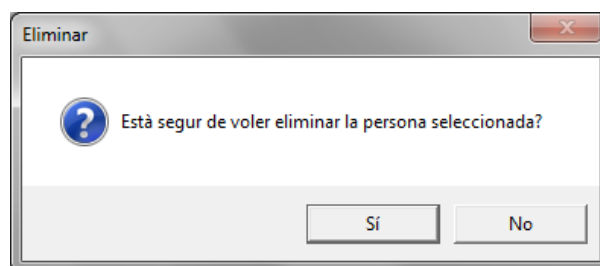 Eliminar
Està segur de voler eliminar la persona seleccionada?
Sí
No